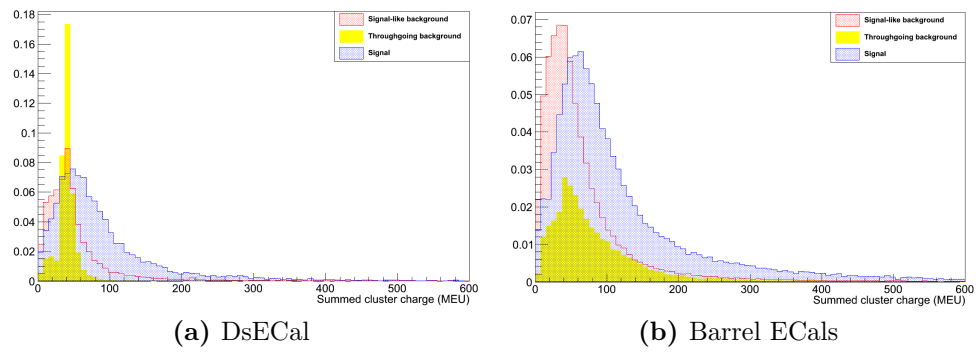 0.18
0.16
0.14
0.12
0.1
0.08
0.06
0.04
0.02
0
0 100 200 300 400 500 600
Summed cluster charge (MEU)
Signal-like background
Throughgoing background
Signal
(a) DsECal
0.07
0.06
0.05
0.04
0.03
0.02
0.01
0
0 100 200 300 400 500 600
Summed cluster charge (MEU)
Signal-like background
Throughgoing background
Signal
(b) Barrel ECals